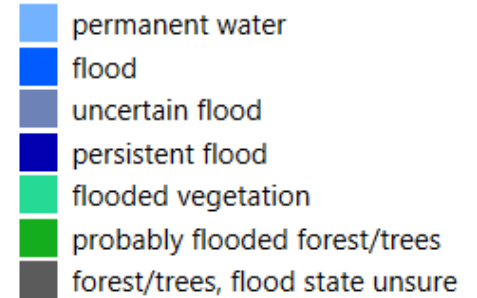 permanent water
flood
uncertain flood
persistent flood
flooded vegetation
probably flooded forest/trees
forest/trees, flood state unsure